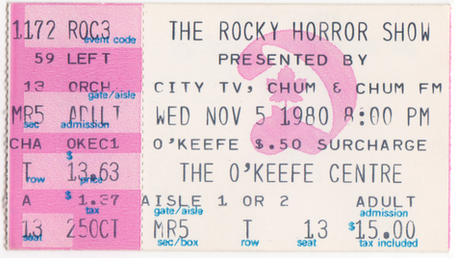 1172 ROC3 THE ROCKY HORROR SHOW
event code
59 LEFT PRESENTED BY
13 ORCH CITY TV, CHUM & CHUM FM
gate/aisle
MR5 ADULT WED NOV 5 1980 8:00 PM
sec admission
CHA OKEC1 O'KEEFE $.50 SURCHARGE
$
T 13.63 THE O'KEEFE CENTRE
row price
$
A 1.37 AISLE 1 OR 2 ADULT
tax gate/aisle admission
13 25OCT MR5 T 13 $15.00
seat sec/box row seat tax included